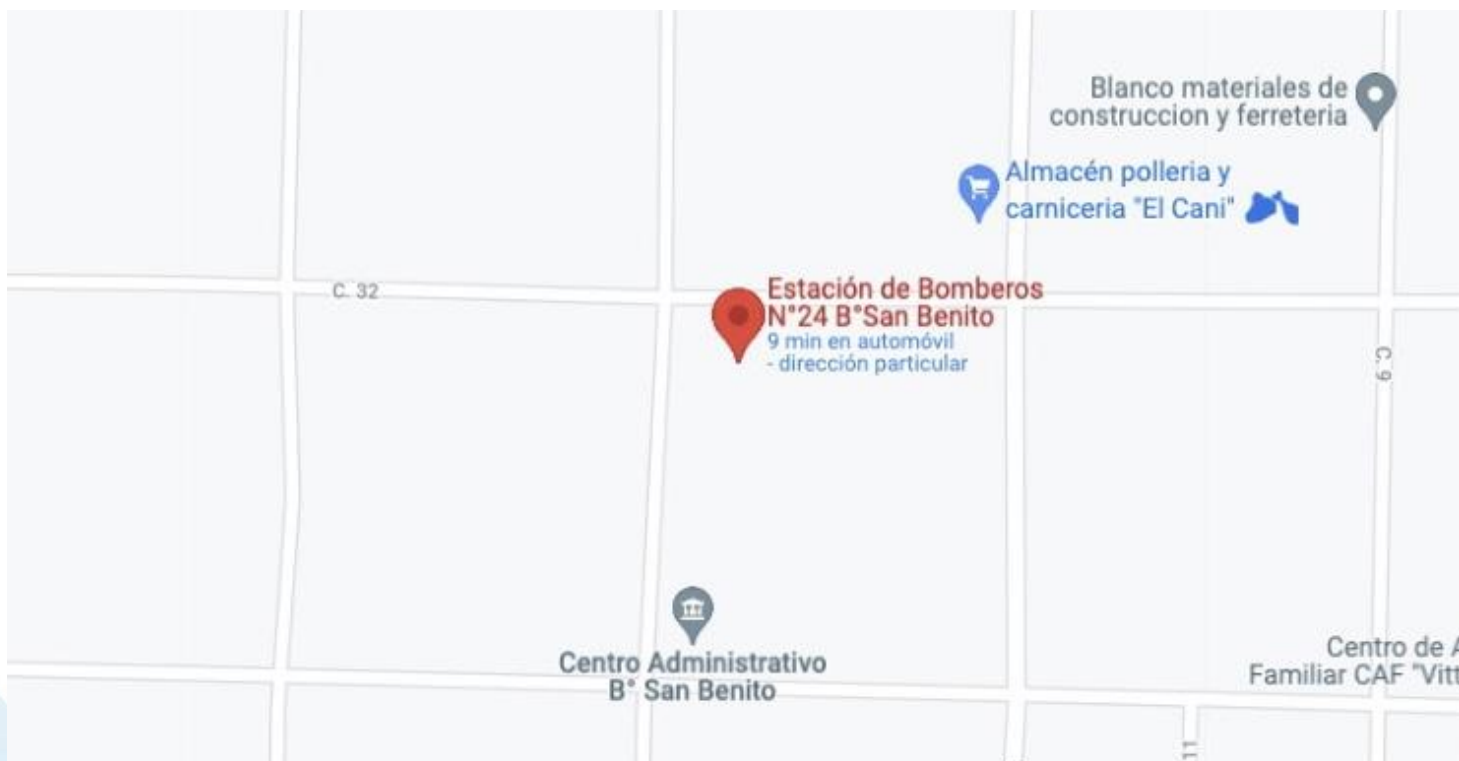 Blanco materiales de
construccion y ferreteria
Almacén polleria y
carniceria "El Cani"
C. 32
Estación de Bomberos
N°24 B°San Benito
9 min en automóvil
- dirección particular
C. 9
Centro Administrativo
B° San Benito
Centro de
Familiar CAF
11